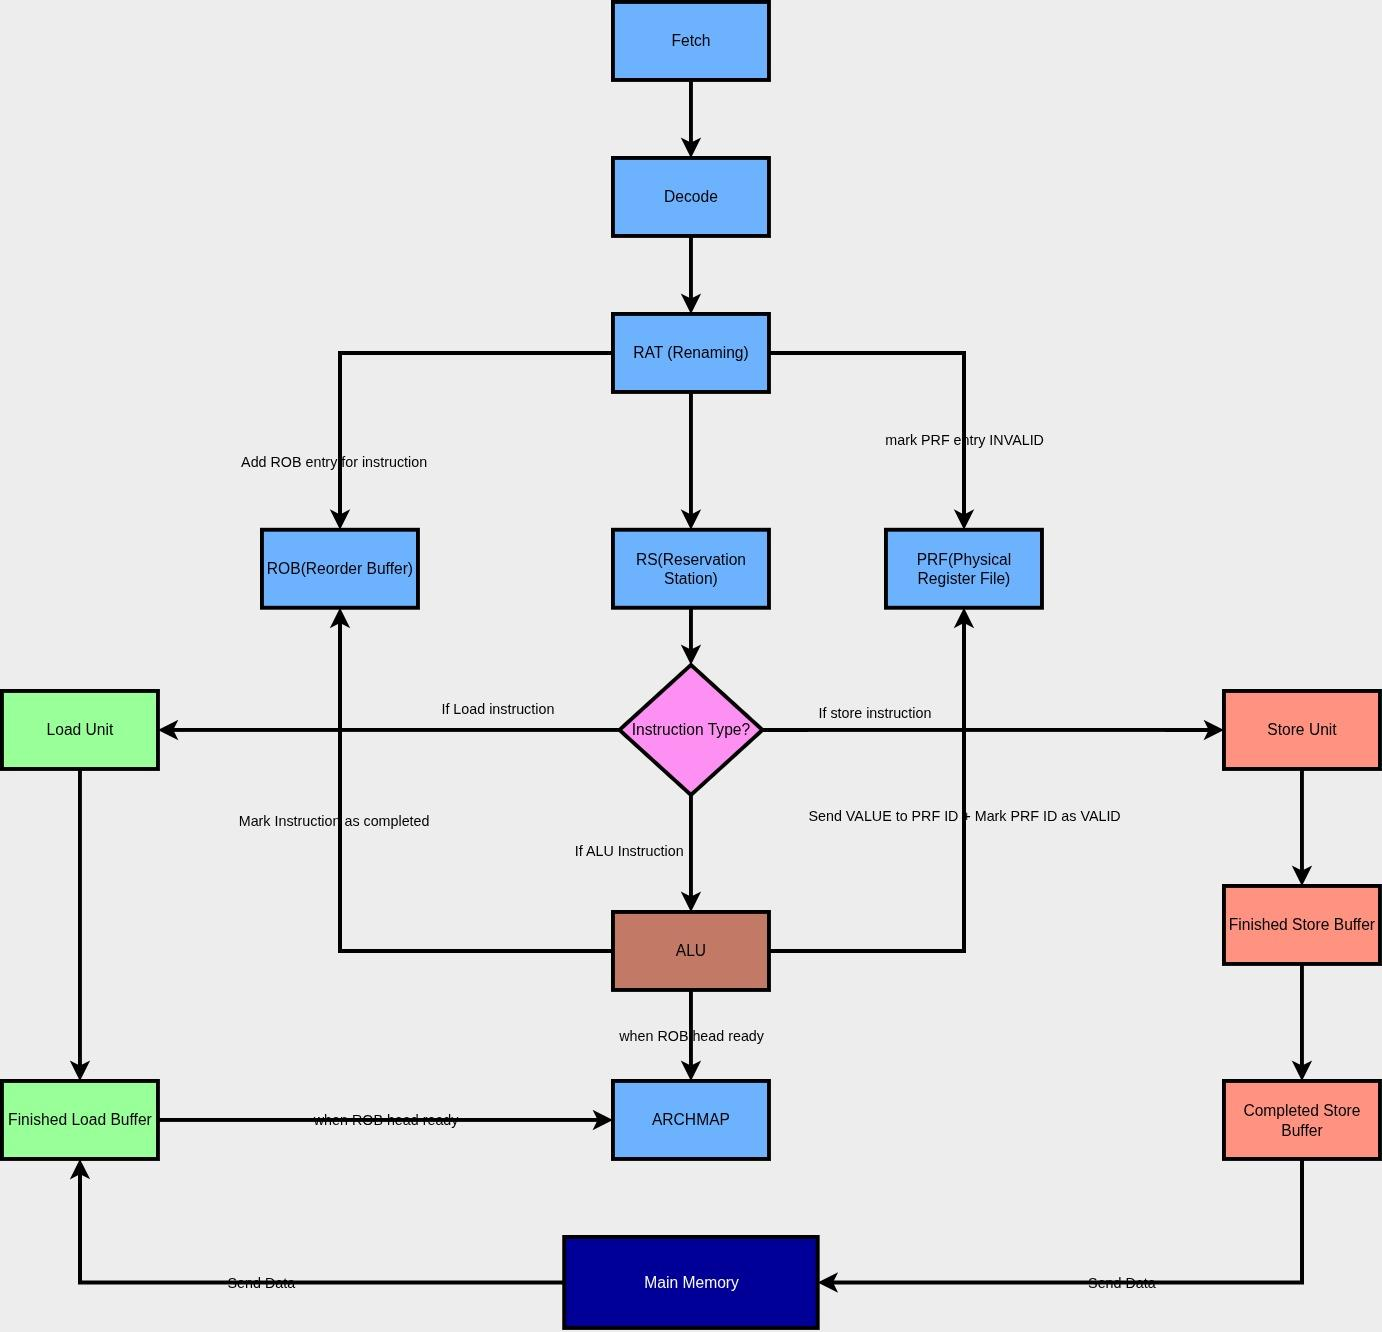 Fetch
Decode
RAT (Renaming)
mark PRF entry INVALID
Add ROB entry for instruction
ROB(Reorder Buffer)
RS(Reservation
Station)
PRF(Physical
Register File)
If Load instruction
If store instruction
Load Unit
Instruction Type?
Store Unit
Mark Instruction as completed
Send VALUE to PRF ID + Mark PRF ID as VALID
If ALU Instruction
Finished Store Buffer
ALU
when ROB head ready
Finished Load Buffer
when ROB head ready
ARCHMAP
Completed Store
Buffer
Send Data
Main Memory
Send Data